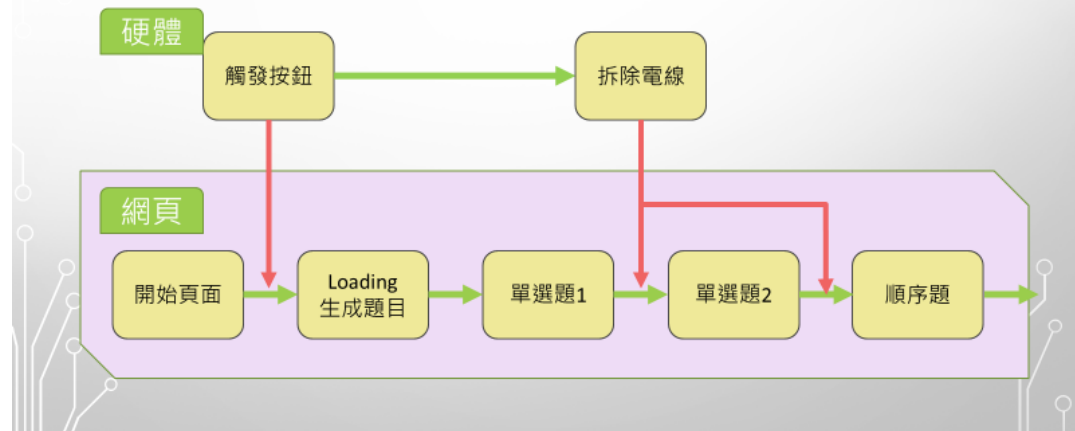 硬體
觸發按鈕
拆除電線
網頁
開始頁面
Loading
生成題目
單選題1
單選題2
順序題